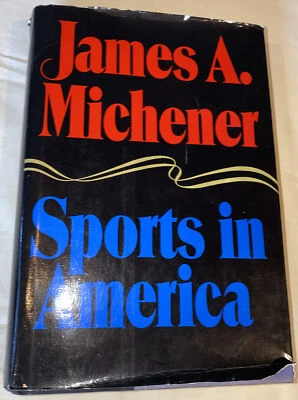 James A.
Michener
Sports in
America